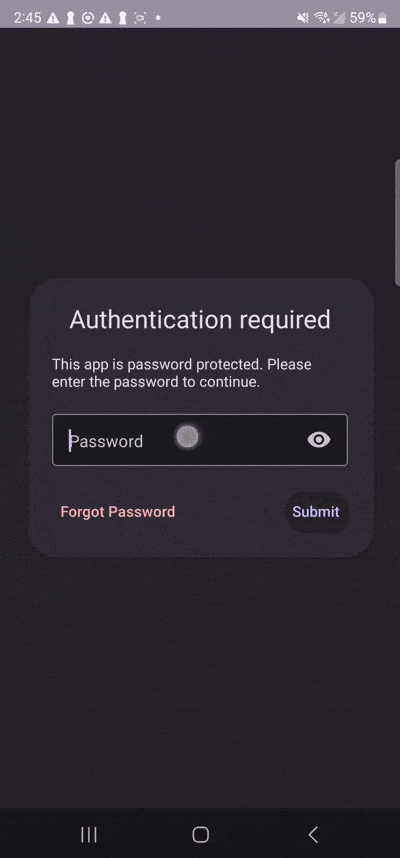 2:45
59%
Authentication required
This app is password protected. Please
enter the password to continue.
Password
Forgot Password
Submit